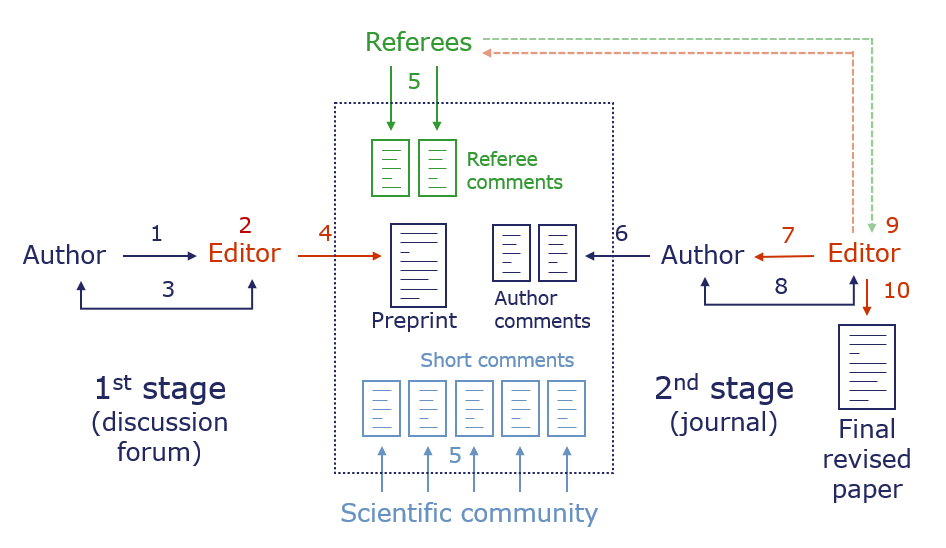 Referees
5
Referee
comments
1
2
4
6
7
9
Author
Editor
Author
Editor
3
8
10
Preprint
Author
comments
Short comments
1st stage
(discussion
forum)
2nd stage
(journal)
Final
revised
paper
5
Scientific community